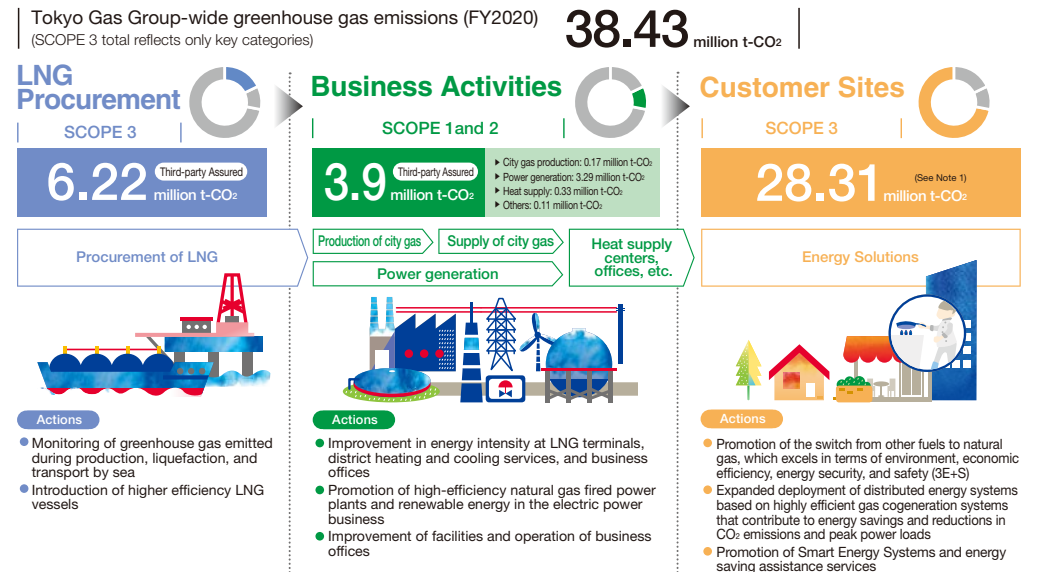 Tokyo Gas Group-wide greenhouse gas emissions (FY2020)
(SCOPE 3 total reflects only key categories)
38.43 million t-CO₂
LNG
Procurement
SCOPE 3
6.22 Third-party Assured
million t-CO₂
Procurement of LNG
Actions
Monitoring of greenhouse gas emitted
during production, liquefaction, and
transport by sea
Introduction of higher efficiency LNG
vessels
Business Activities
SCOPE 1and 2
3.9 Third-party Assured
million t-CO₂
City gas production: 0.17 million t-CO₂
Power generation: 3.29 million t-CO₂
Heat supply: 0.33 million t-CO₂
Others: 0.11 million t-CO₂
Production of city gas
Supply of city gas
Power generation
Heat supply
centers,
offices, etc.
Actions
Improvement in energy intensity at LNG terminals,
district heating and cooling services, and business
offices
Promotion of high-efficiency natural gas fired power
plants and renewable energy in the electric power
business
Improvement of facilities and operation of business
offices
Customer Sites
SCOPE 3
28.31 (See Note 1)
million t-CO₂
Energy Solutions
Actions
Promotion of the switch from other fuels to natural
gas, which excels in terms of environment, economic
efficiency, energy security, and safety (3E+S)
Expanded deployment of distributed energy systems
based on highly efficient gas cogeneration systems
that contribute to energy savings and reductions in
CO₂ emissions and peak power loads
Promotion of Smart Energy Systems and energy
saving assistance services